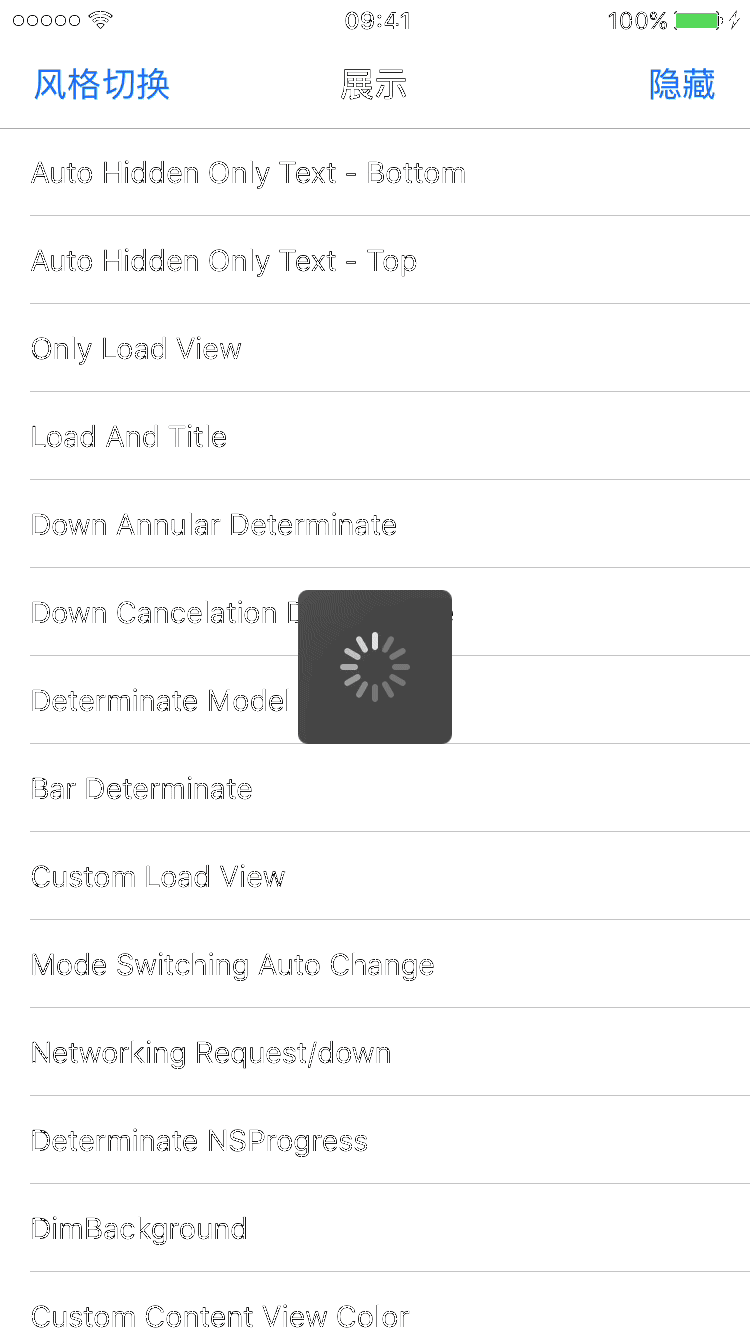 09:41 100%
风格切换 展示 隐藏
Auto Hidden Only Text - Bottom
Auto Hidden Only Text - Top
Only Load View
Load And Title
Down Annular Determinate
Down Cancelation
Determinate Model
Bar Determinate
Custom Load View
Mode Switching Auto Change
Networking Request/down
Determinate NSProgress
DimBackground
Custom Content View Color